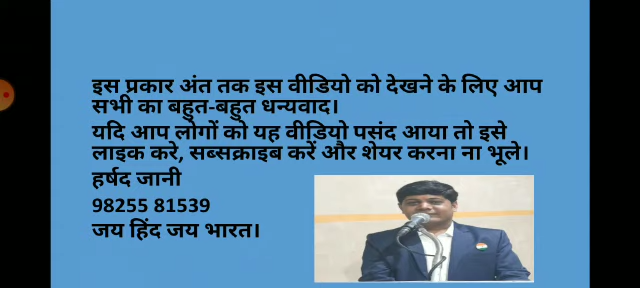 इस प्रकार अंत तक इस वीडियो को देखने के लिए आप
सभी का बहुत-बहुत धन्यवाद।
यदि आप लोगों को यह वीडियो पसंद आया तो इसे
लाइक करे, सब्सक्राइब करें और शेयर करना ना भूले।
हर्षद जानी
98255 81539
जय हिंद जय भारत।